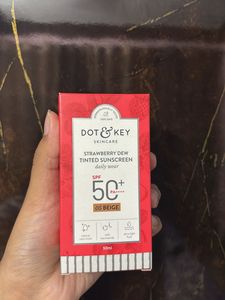 DOT & KEY
SKINCARE
STRAWBERRY DEW
TINTED SUNSCREEN
daily wear
SPF
50+
PA++++
03 BEIGE
50ml